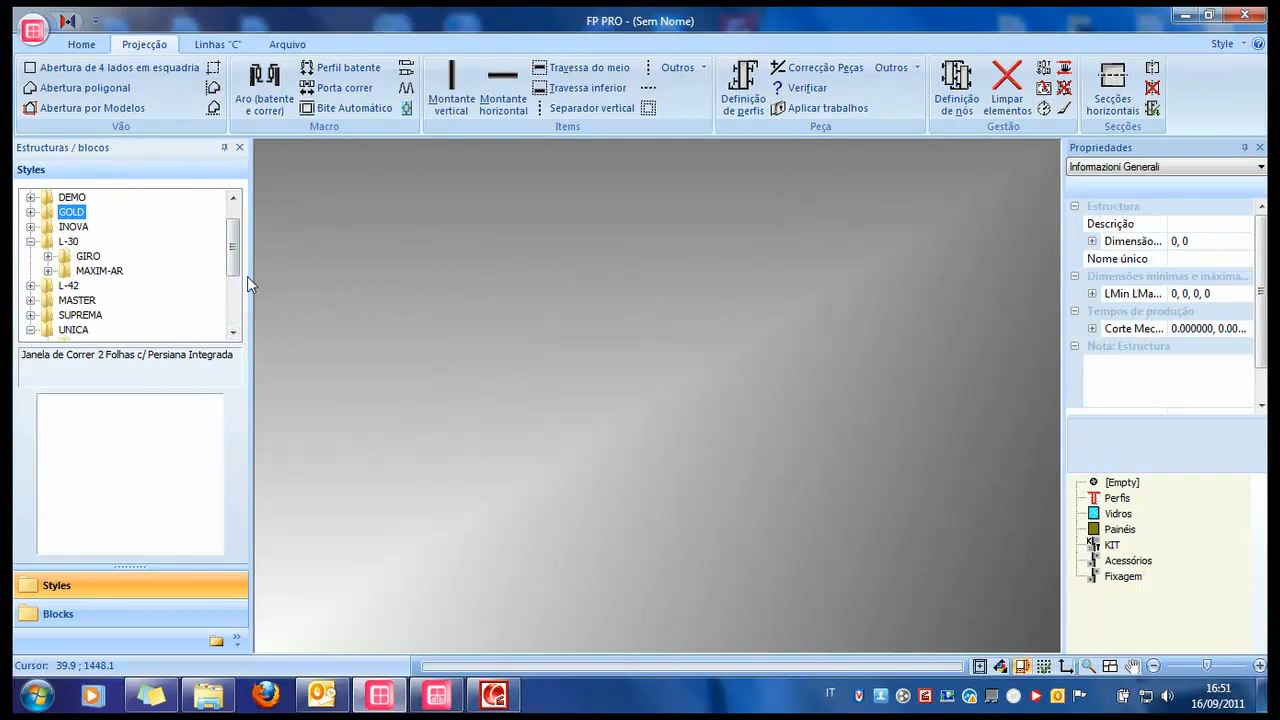 FP PRO - (Sem Nome)
Home Projecção Linhas "C" Arquivo Style
Abertura de 4 lados em esquadria
Abertura poligonal
Abertura por Modelos
Vão
Aro (batente e correr)
Perfil batente
Porta correr
Bite Automático
Macro
Montante vertical
Montante horizontal
Travessa do meio
Travessa inferior
Separador vertical
Outros
Items
Definição de perfis
Correcção Peças
Verificar
Aplicar trabalhos
Outros
Peça
Definição de nós
Limpar elementos
Gestão
Secções horizontais
Secções
Estructuras / blocos
Styles
DEMO
GOLD
INOVA
L-30
GIRO
MAXIM-AR
L-42
MASTER
SUPREMA
UNICA
Janela de Correr 2 Folhas c/ Persiana Integrada
Styles
Blocks
Propriedades
Informazioni Generali
Estructura
Descrição
Dimensão... 0, 0
Nome único
Dimensões mínimas e máxima...
LMin LMa... 0, 0, 0, 0
Tempos de produção
Corte Mec... 0.000000, 0.00...
Nota: Estructura
[Empty]
Perfis
Vidros
Painéis
KIT
Acessórios
Fixagem
Cursor: 39.9 ; 1448.1
IT
16:51
16/09/2011